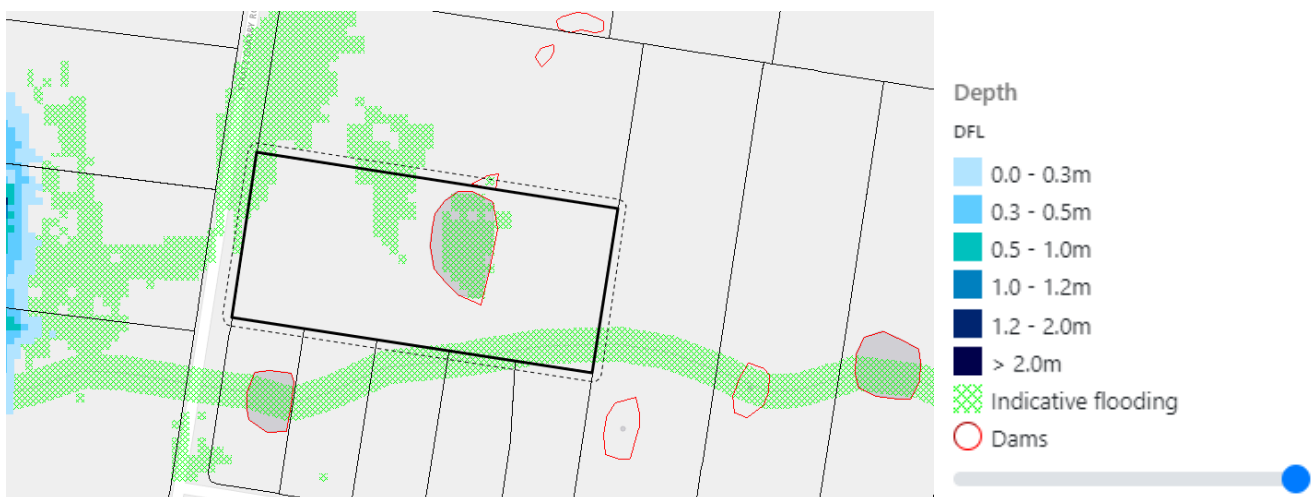 Depth
DFL
0.0 - 0.3m
0.3 - 0.5m
0.5 - 1.0m
1.0 - 1.2m
1.2 - 2.0m
> 2.0m
Indicative flooding
Dams